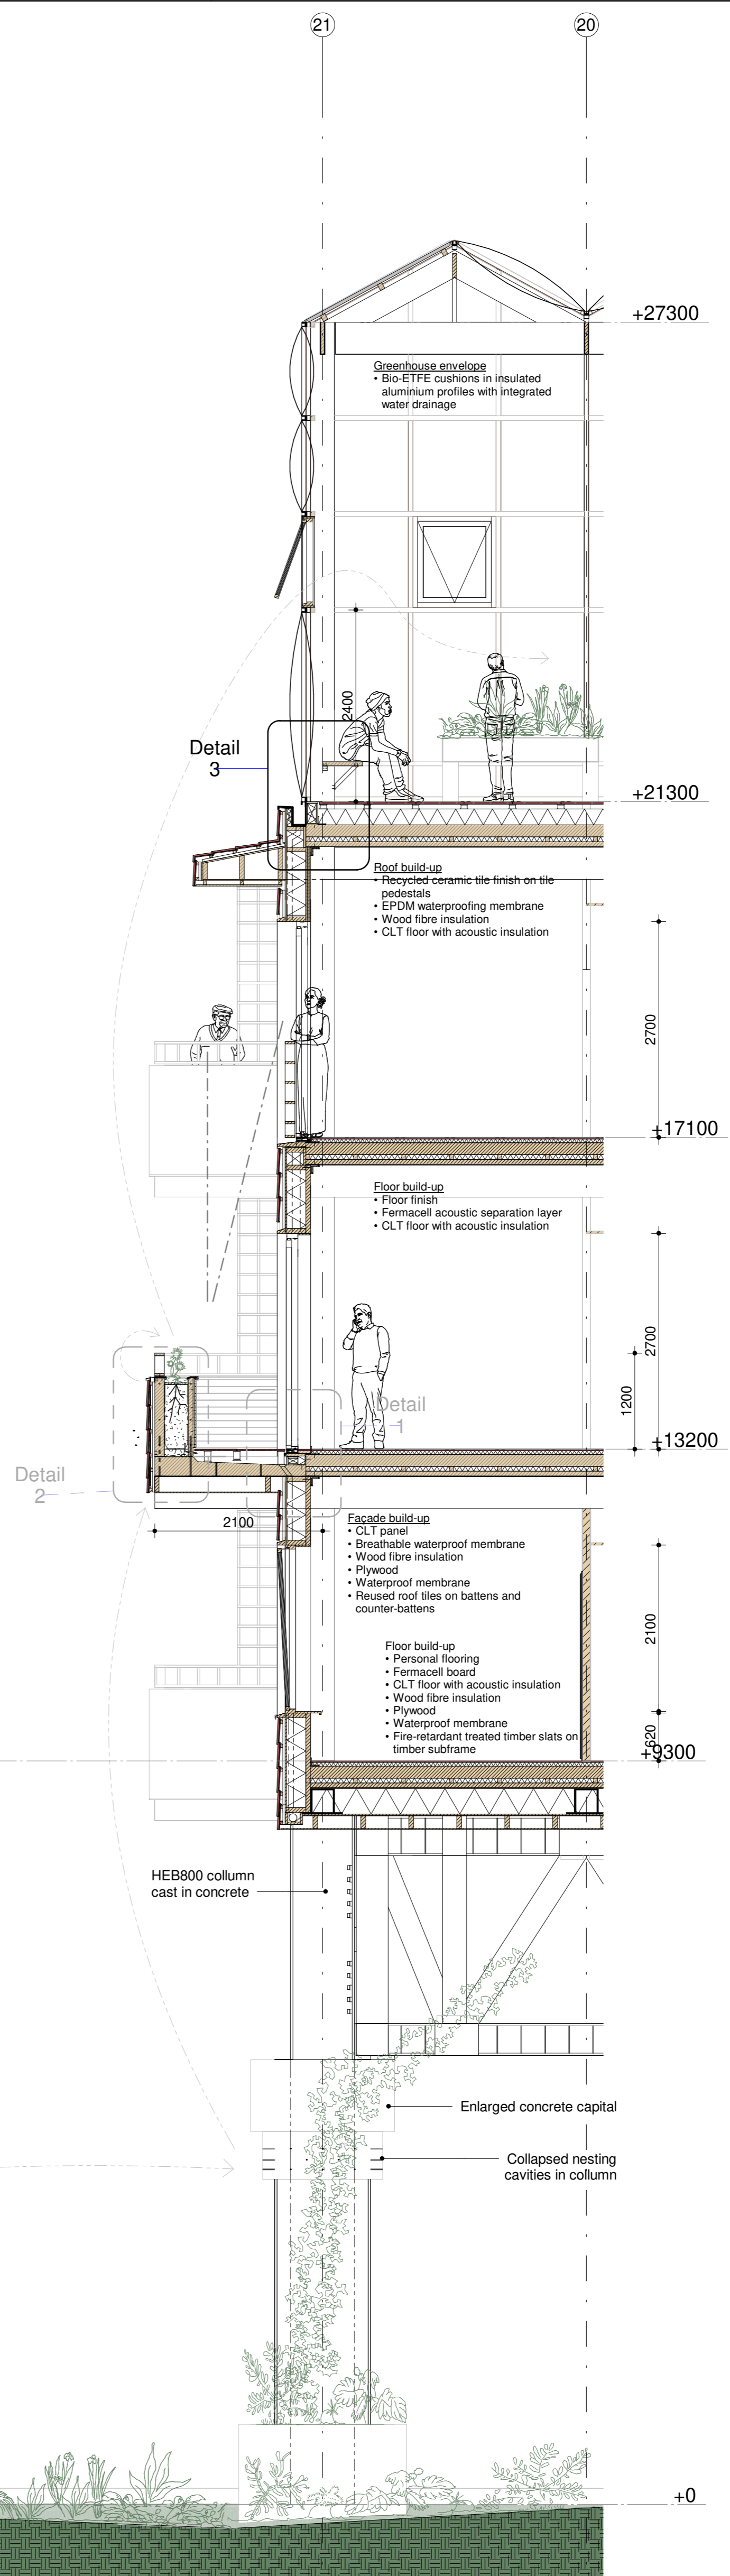 21
20
+27300
Greenhouse envelope
• Bio-ETFE cushions in insulated
aluminium profiles with integrated
water drainage
2400
Detail
3
+21300
Roof build-up
• Recycled ceramic tile finish on tile
pedestals
• EPDM waterproofing membrane
• Wood fibre insulation
• CLT floor with acoustic insulation
2700
+17100
Floor build-up
• Floor finish
• Fermacell acoustic separation layer
• CLT floor with acoustic insulation
2700
1200
Detail
1
+13200
Detail
2
2100
Façade build-up
• CLT panel
• Breathable waterproof membrane
• Wood fibre insulation
• Plywood
• Waterproof membrane
• Reused roof tiles on battens and
counter-battens
2100
Floor build-up
• Personal flooring
• Fermacell board
• CLT floor with acoustic insulation
• Wood fibre insulation
• Plywood
• Waterproof membrane
• Fire-retardant treated timber slats on
timber subframe
620
+9300
HEB800 collumn
cast in concrete
Enlarged concrete capital
Collapsed nesting
cavities in collumn
+0